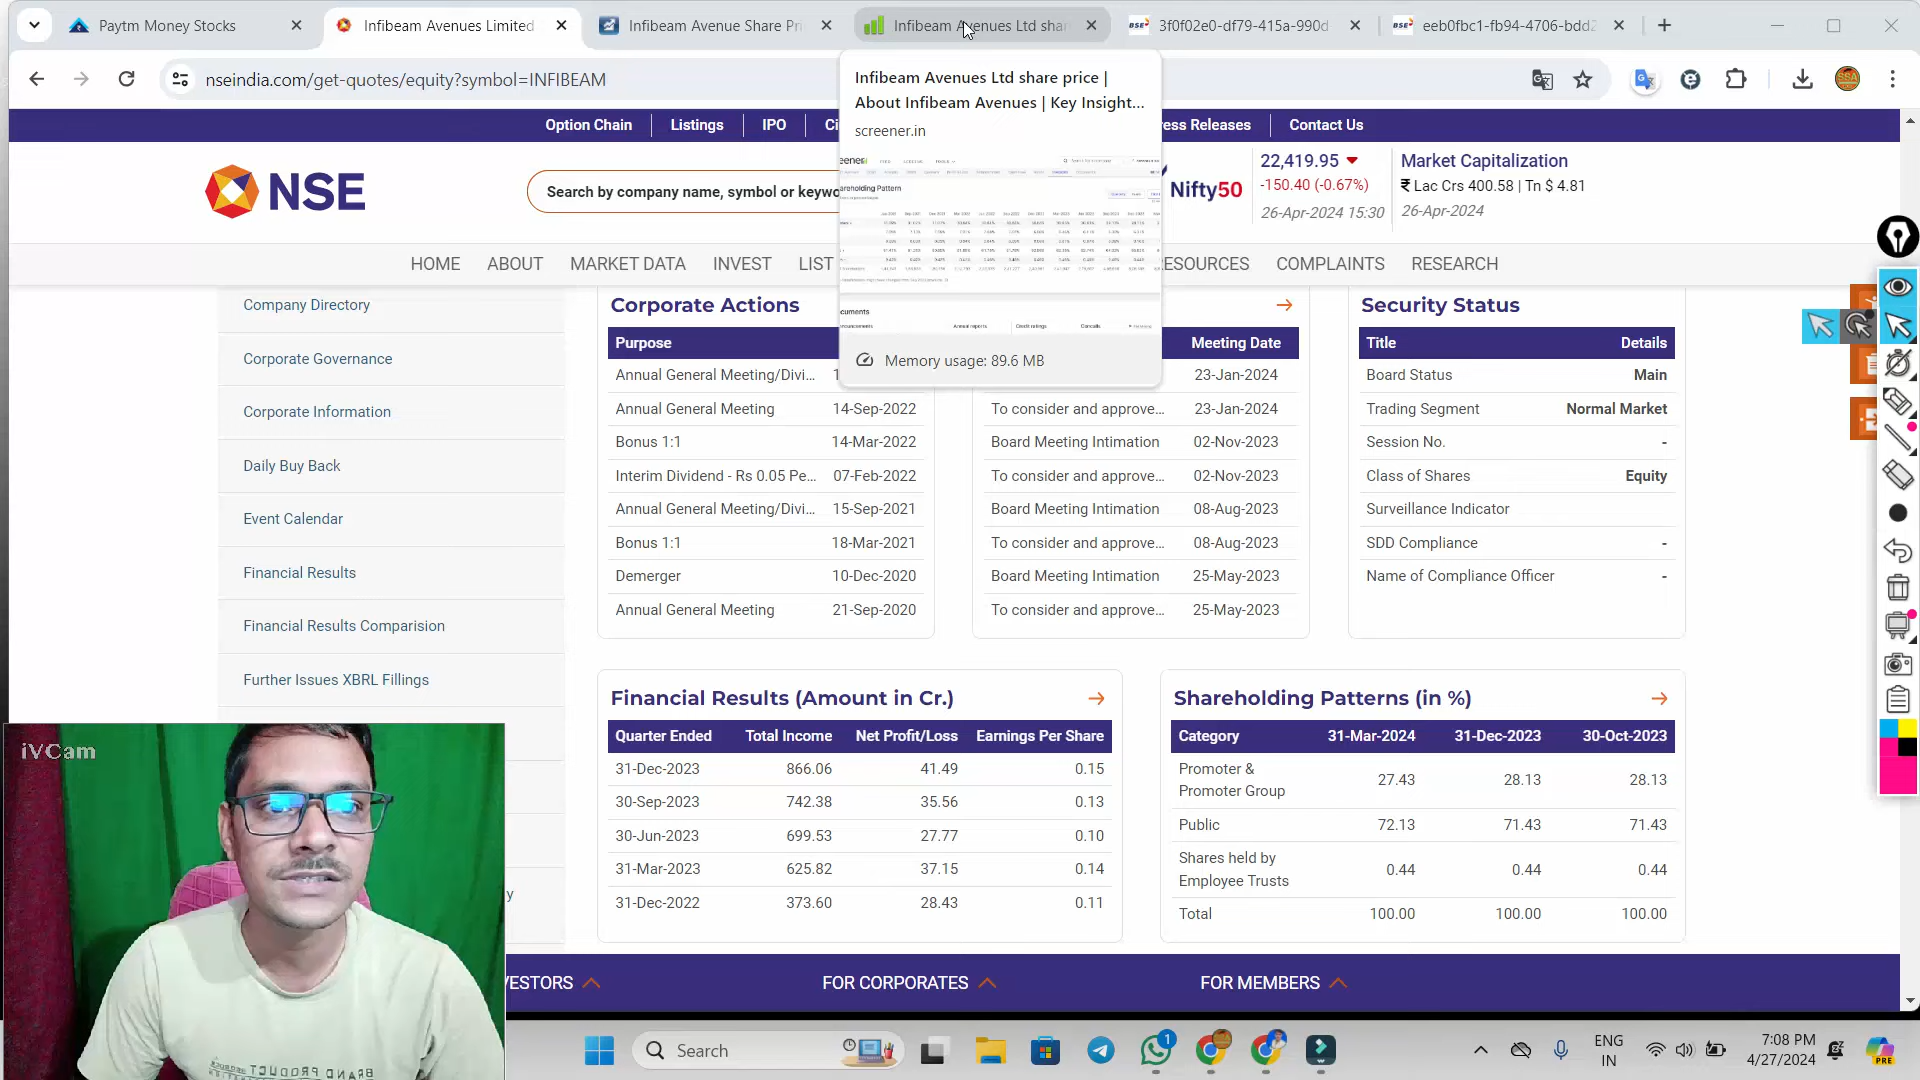 Paytm Money Stocks
Infibeam Avenues Limited
Infibeam Avenue Share Pri
Infibeam Avenues Ltd shar
3f0f02e0-df79-415a-990d
eeb0fbc1-fb94-4706-bdd2
nseindia.com/get-quotes/equity?symbol=INFIBEAM
Infibeam Avenues Ltd share price |
About Infibeam Avenues | Key Insight...
screener.in
Shareholding Pattern
Memory usage: 89.6 MB
Option Chain
Listings
IPO
Ci
ess Releases
Contact Us
NSE
Search by company name, symbol or keywo
Nifty50
22,419.95
-150.40 (-0.67%)
26-Apr-2024 15:30
Market Capitalization
₹ Lac Crs 400.58 | Tn $ 4.81
26-Apr-2024
HOME ABOUT MARKET DATA INVEST LIST ESOURCES COMPLAINTS RESEARCH
Company Directory
Corporate Governance
Corporate Information
Daily Buy Back
Event Calendar
Financial Results
Financial Results Comparision
Further Issues XBRL Fillings
Corporate Actions
Purpose
Annual General Meeting/Divi... 1
Annual General Meeting 14-Sep-2022
Bonus 1:1 14-Mar-2022
Interim Dividend - Rs 0.05 Pe... 07-Feb-2022
Annual General Meeting/Divi... 15-Sep-2021
Bonus 1:1 18-Mar-2021
Demerger 10-Dec-2020
Annual General Meeting 21-Sep-2020
Meeting Date
23-Jan-2024
To consider and approve... 23-Jan-2024
Board Meeting Intimation 02-Nov-2023
To consider and approve... 02-Nov-2023
Board Meeting Intimation 08-Aug-2023
To consider and approve... 08-Aug-2023
Board Meeting Intimation 25-May-2023
To consider and approve... 25-May-2023
Security Status
Title Details
Board Status Main
Trading Segment Normal Market
Session No. -
Class of Shares Equity
Surveillance Indicator
SDD Compliance -
Name of Compliance Officer -
Financial Results (Amount in Cr.)
Quarter Ended Total Income Net Profit/Loss Earnings Per Share
31-Dec-2023 866.06 41.49 0.15
30-Sep-2023 742.38 35.56 0.13
30-Jun-2023 699.53 27.77 0.10
31-Mar-2023 625.82 37.15 0.14
31-Dec-2022 373.60 28.43 0.11
Shareholding Patterns (in %)
Category 31-Mar-2024 31-Dec-2023 30-Oct-2023
Promoter &
Promoter Group 27.43 28.13 28.13
Public 72.13 71.43 71.43
Shares held by
Employee Trusts 0.44 0.44 0.44
Total 100.00 100.00 100.00
iVCam
y
VESTORS
FOR CORPORATES
FOR MEMBERS
Search
1
ENG
IN
7:08 PM
4/27/2024
PRE